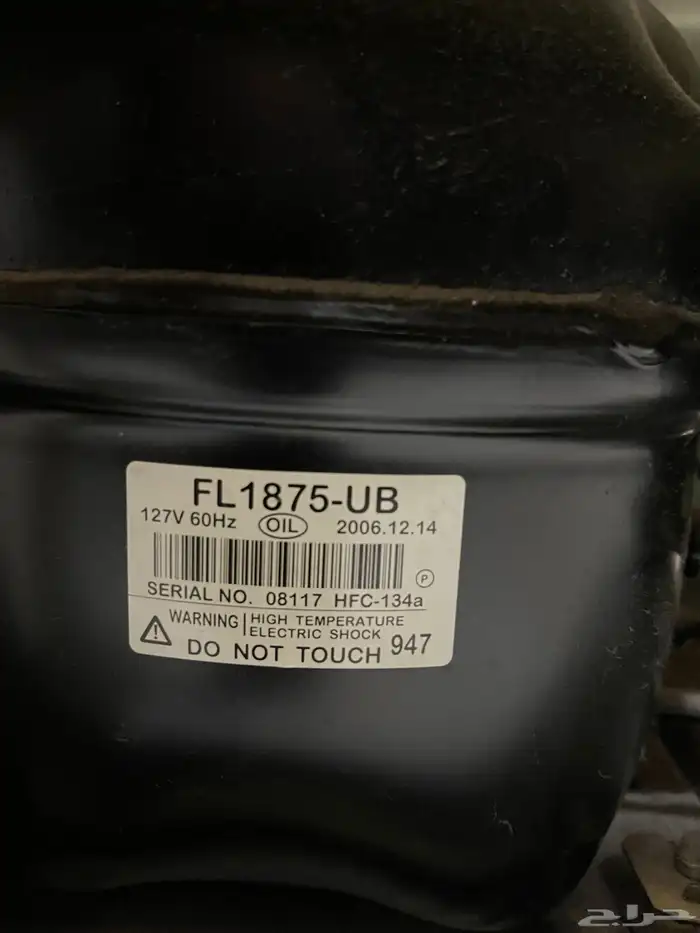 FL1875-UB
127V 60Hz OIL 2006.12.14
P
SERIAL NO. 08117 HFC-134a
WARNING HIGH TEMPERATURE
ELECTRIC SHOCK
DO NOT TOUCH 947
حراج